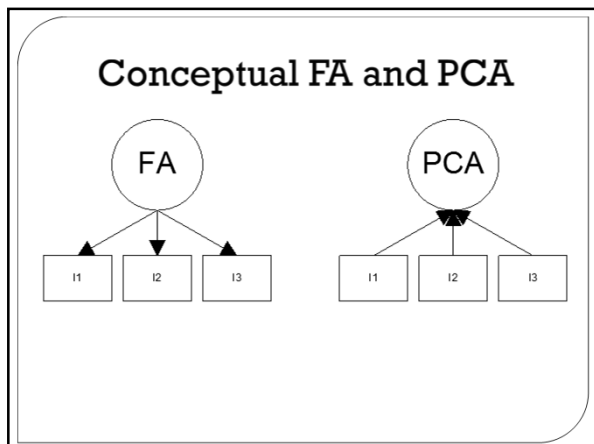 Conceptual FA and PCA
FA
PCA
I1
I2
I3
I1
I2
I3